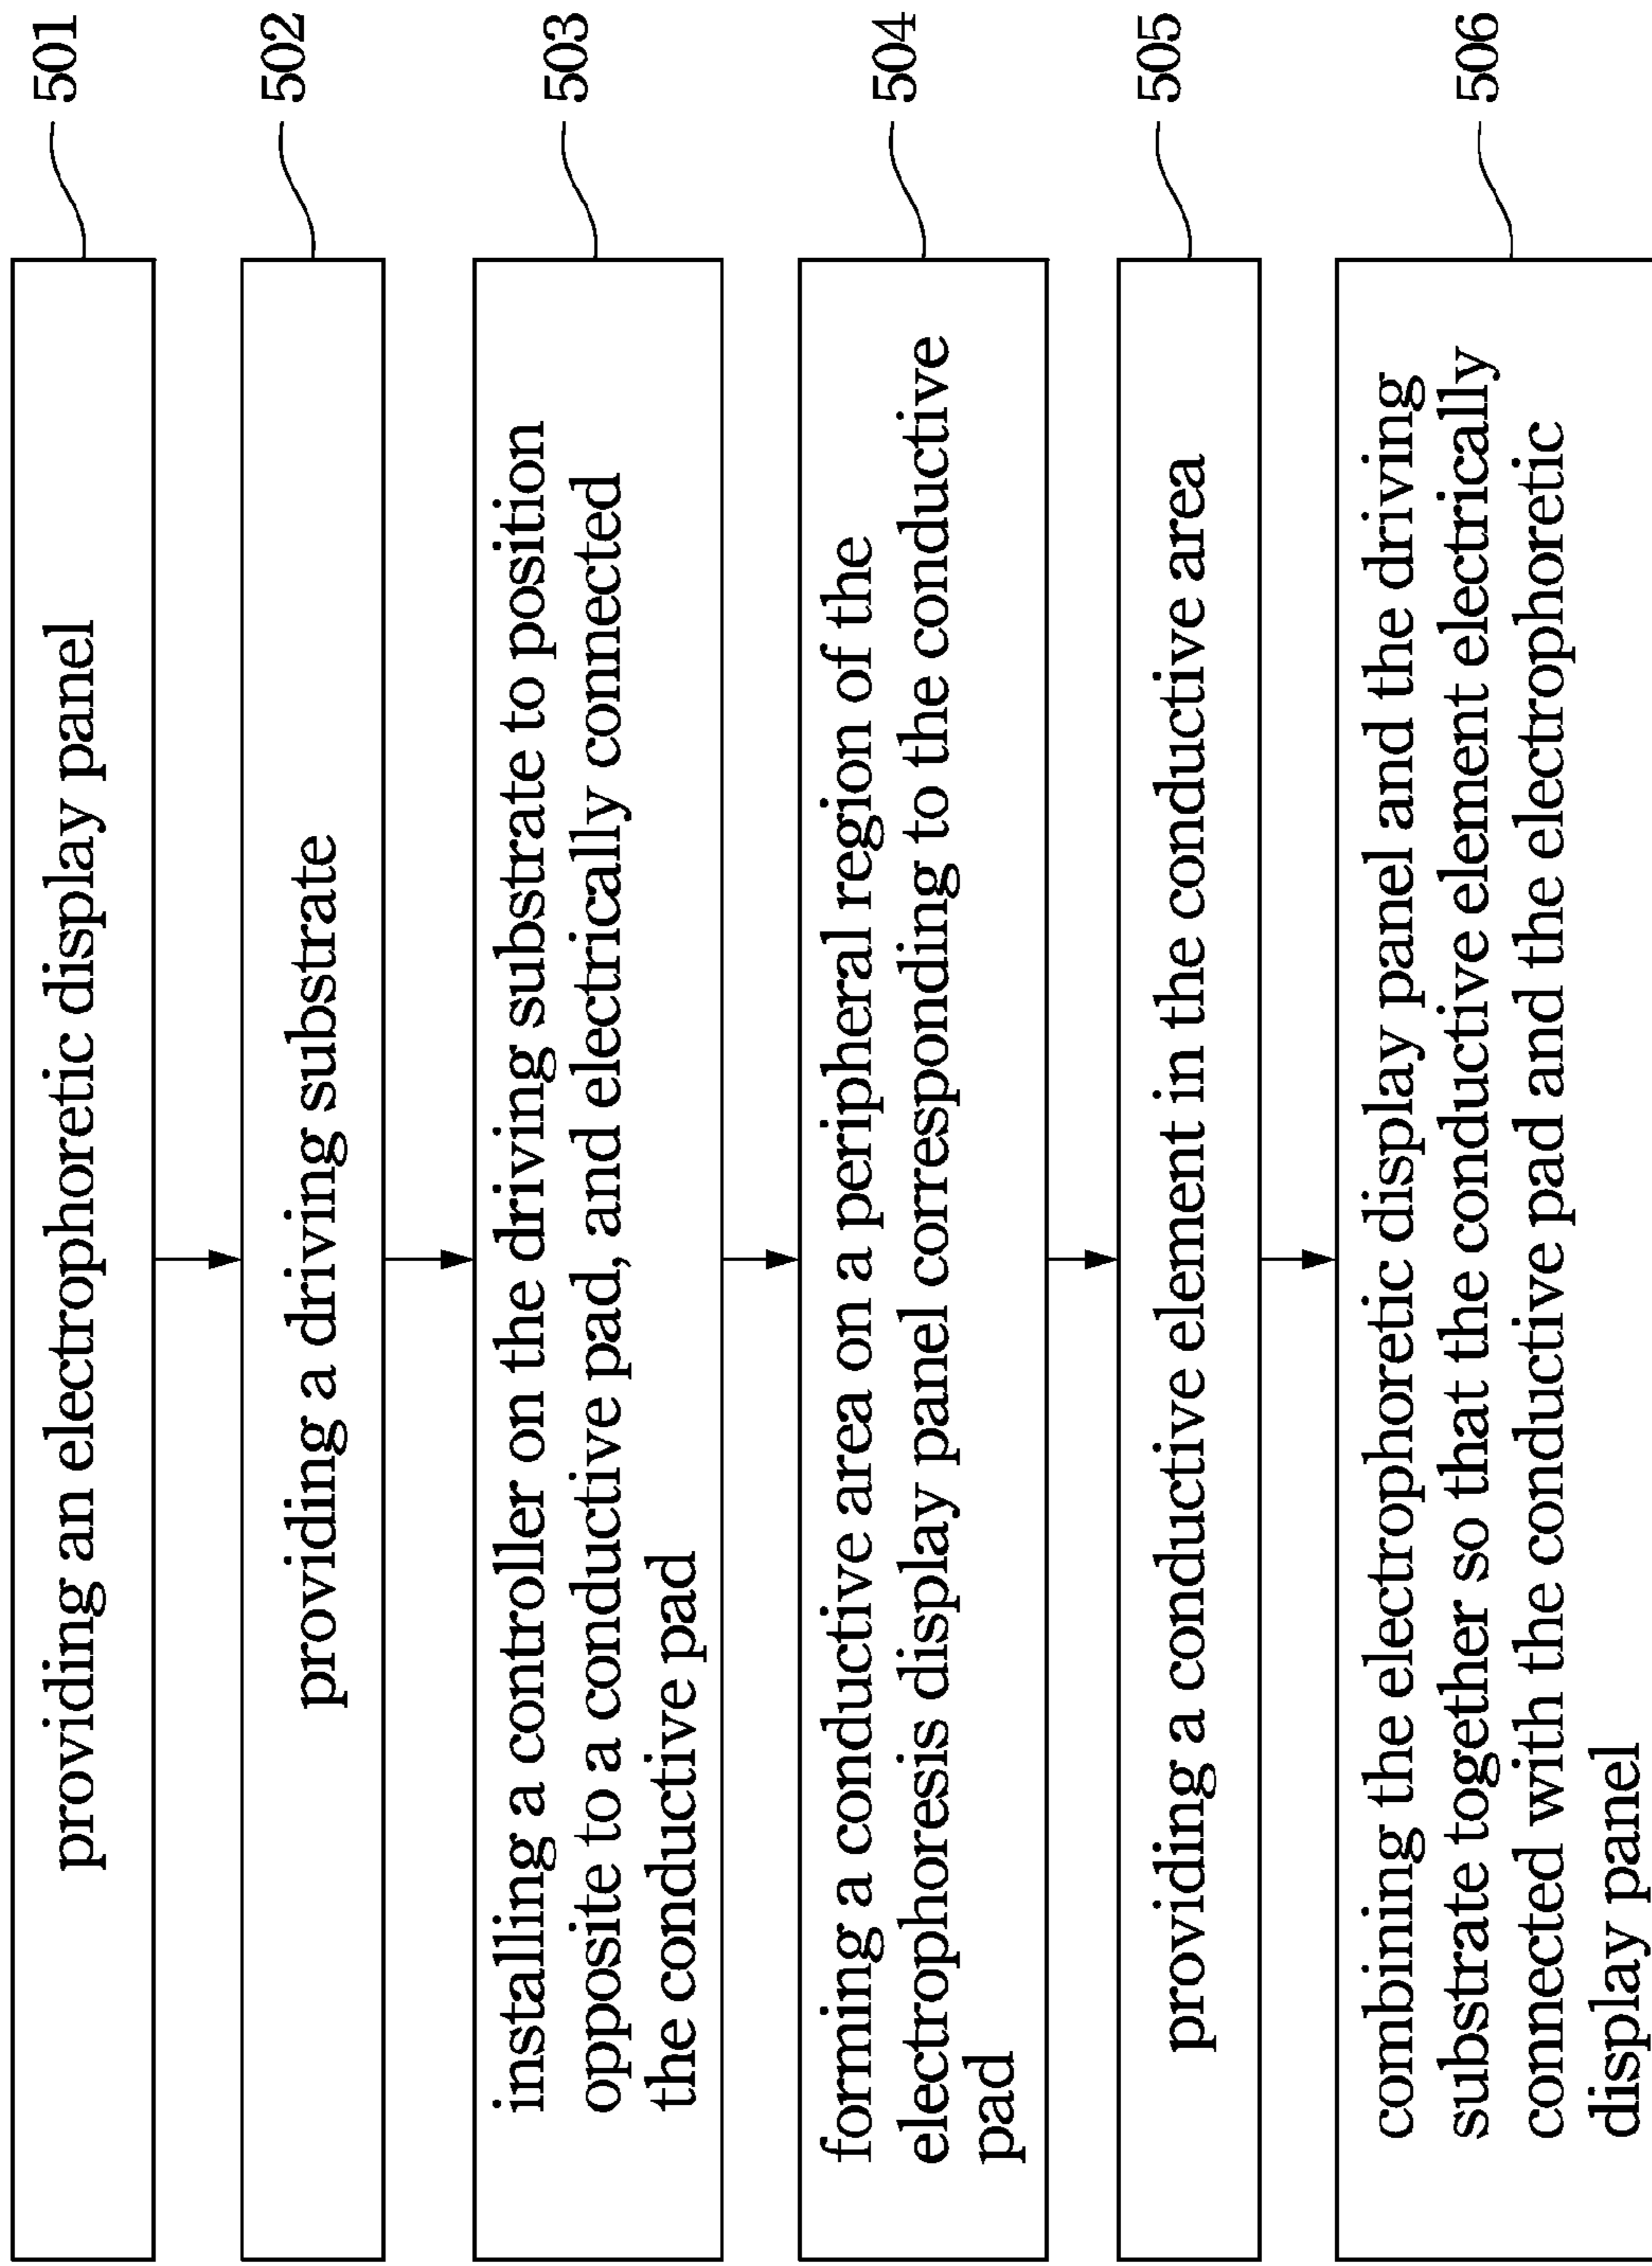 providing an electrophoretic display panel
501
providing a driving substrate
502
installing a controller on the driving substrate to position
opposite to a conductive pad, and electrically connected
the conductive pad
503
forming a conductive area on a peripheral region of the
electrophoresis display panel corresponding to the conductive
pad
504
providing a conductive element in the conductive area
505
combining the electrophoretic display panel and the driving
substrate together so that the conductive element electrically
connected with the conductive pad and the electrophoretic
display panel
506